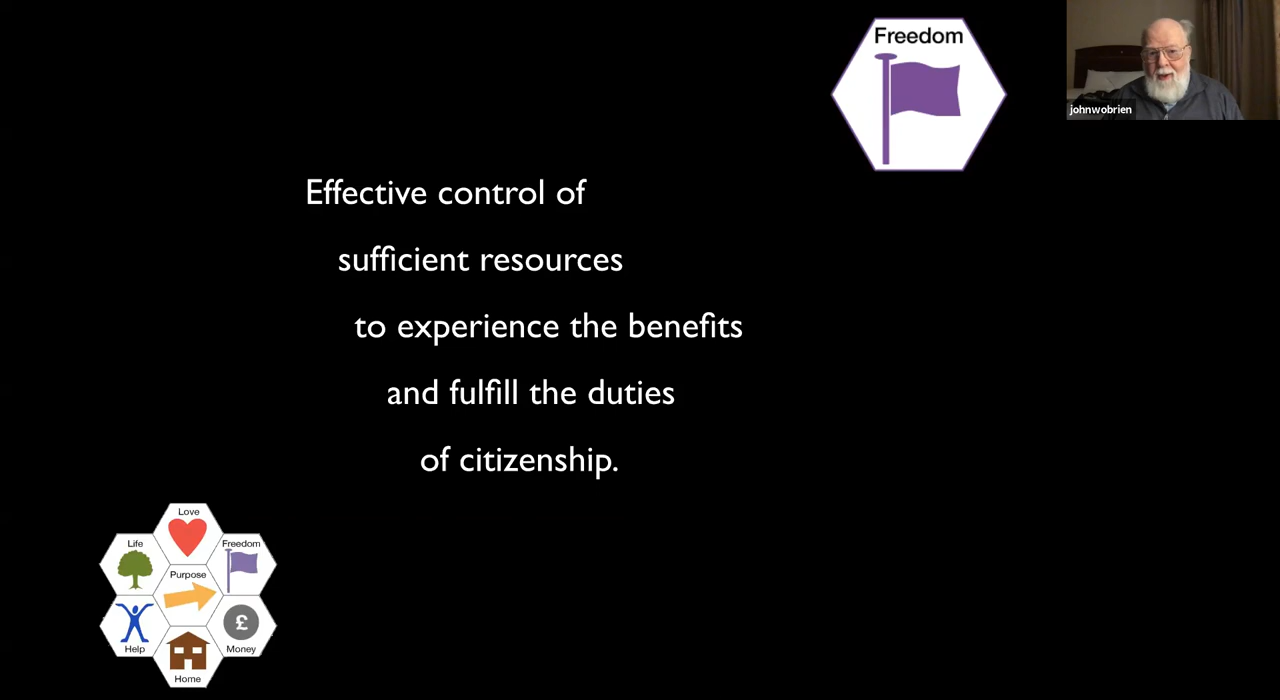 Freedom
johnwobrien
Effective control of
sufficient resources
to experience the benefits
and fulfill the duties
of citizenship.
Love
Life
Freedom
Purpose
£
Help
Money
Home